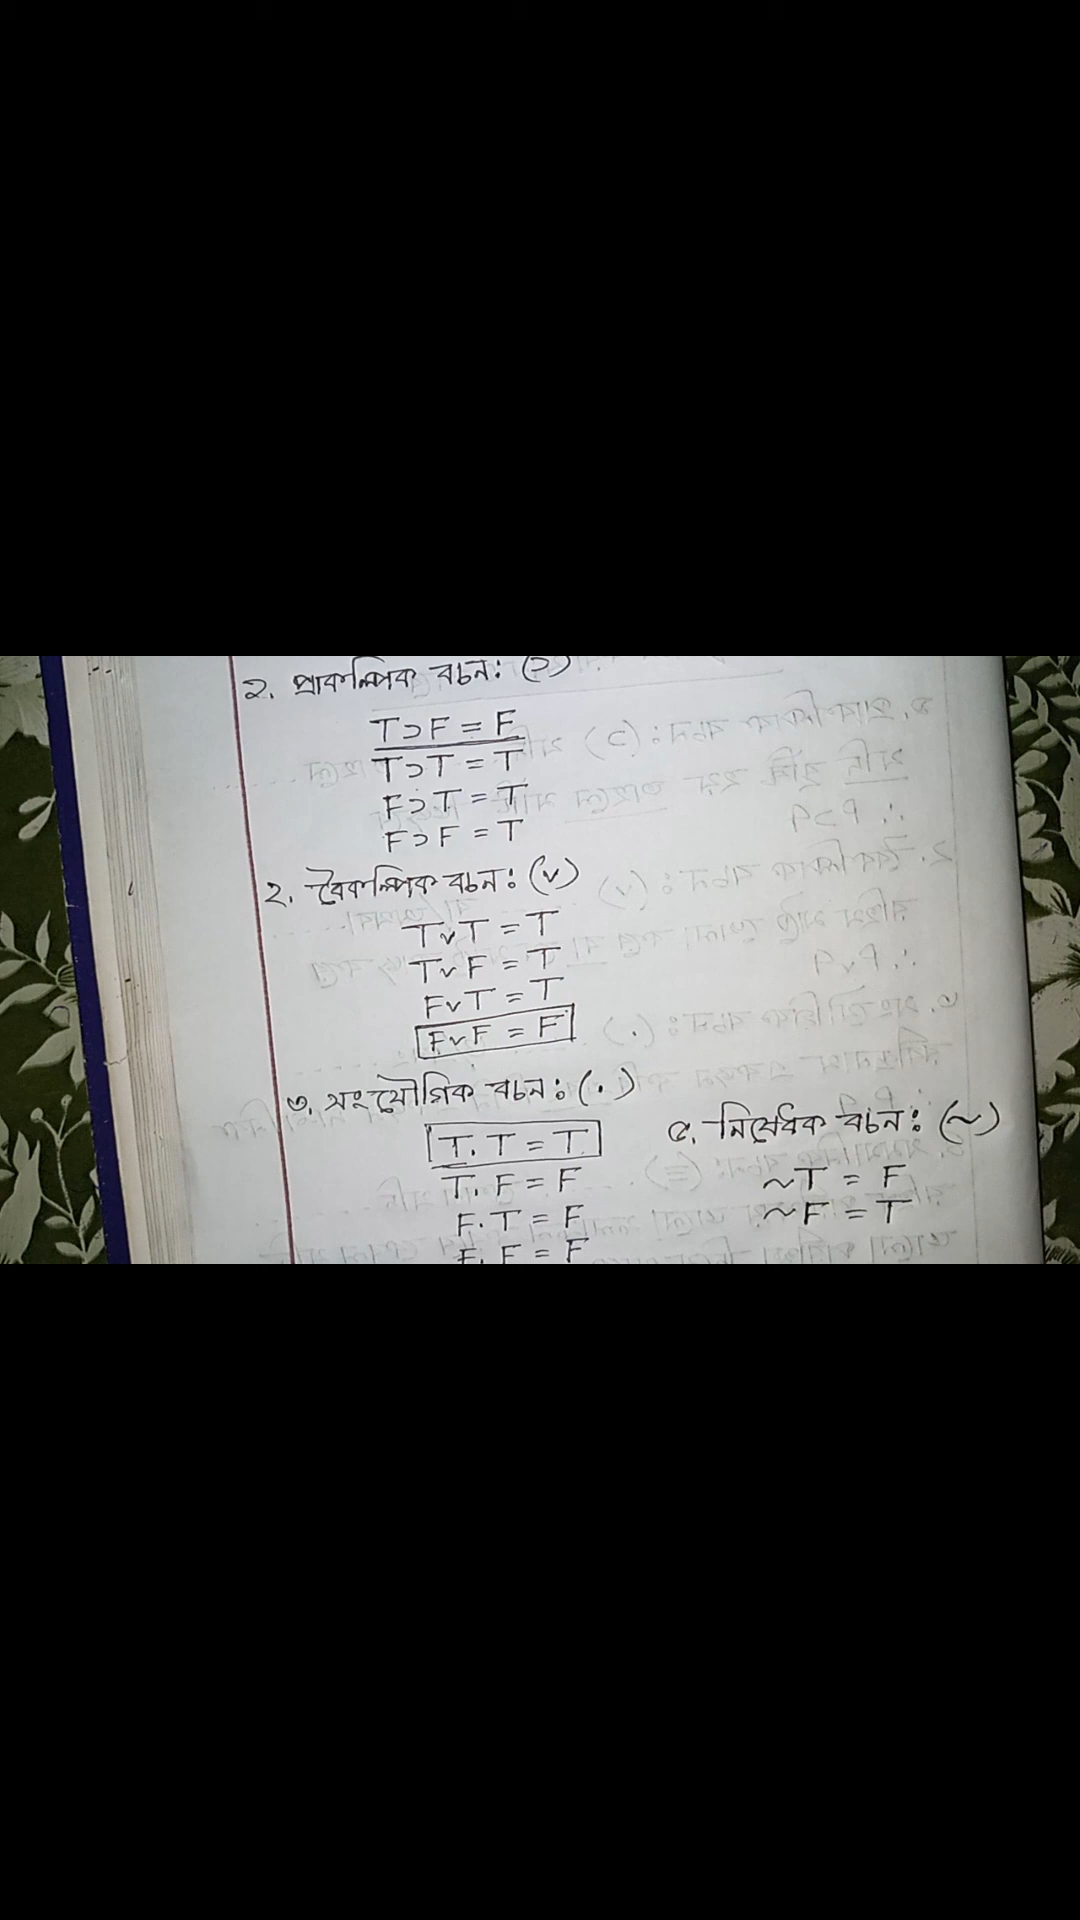 ২. প্রাকল্পিক বচন: (⊃)
T⊃F = F
T⊃T = T
F⊃T = T
F⊃F = T
২. বৈকল্পিক বচন: (v)
TvT = T
TvF = T
FvT = T
FvF = F
৩. সংযৌগিক বচন: (.)
T. T = T
T. F = F
F. T = F
F. F = F
৫. নিষেধক বচন: (~)
~T = F
~F = T